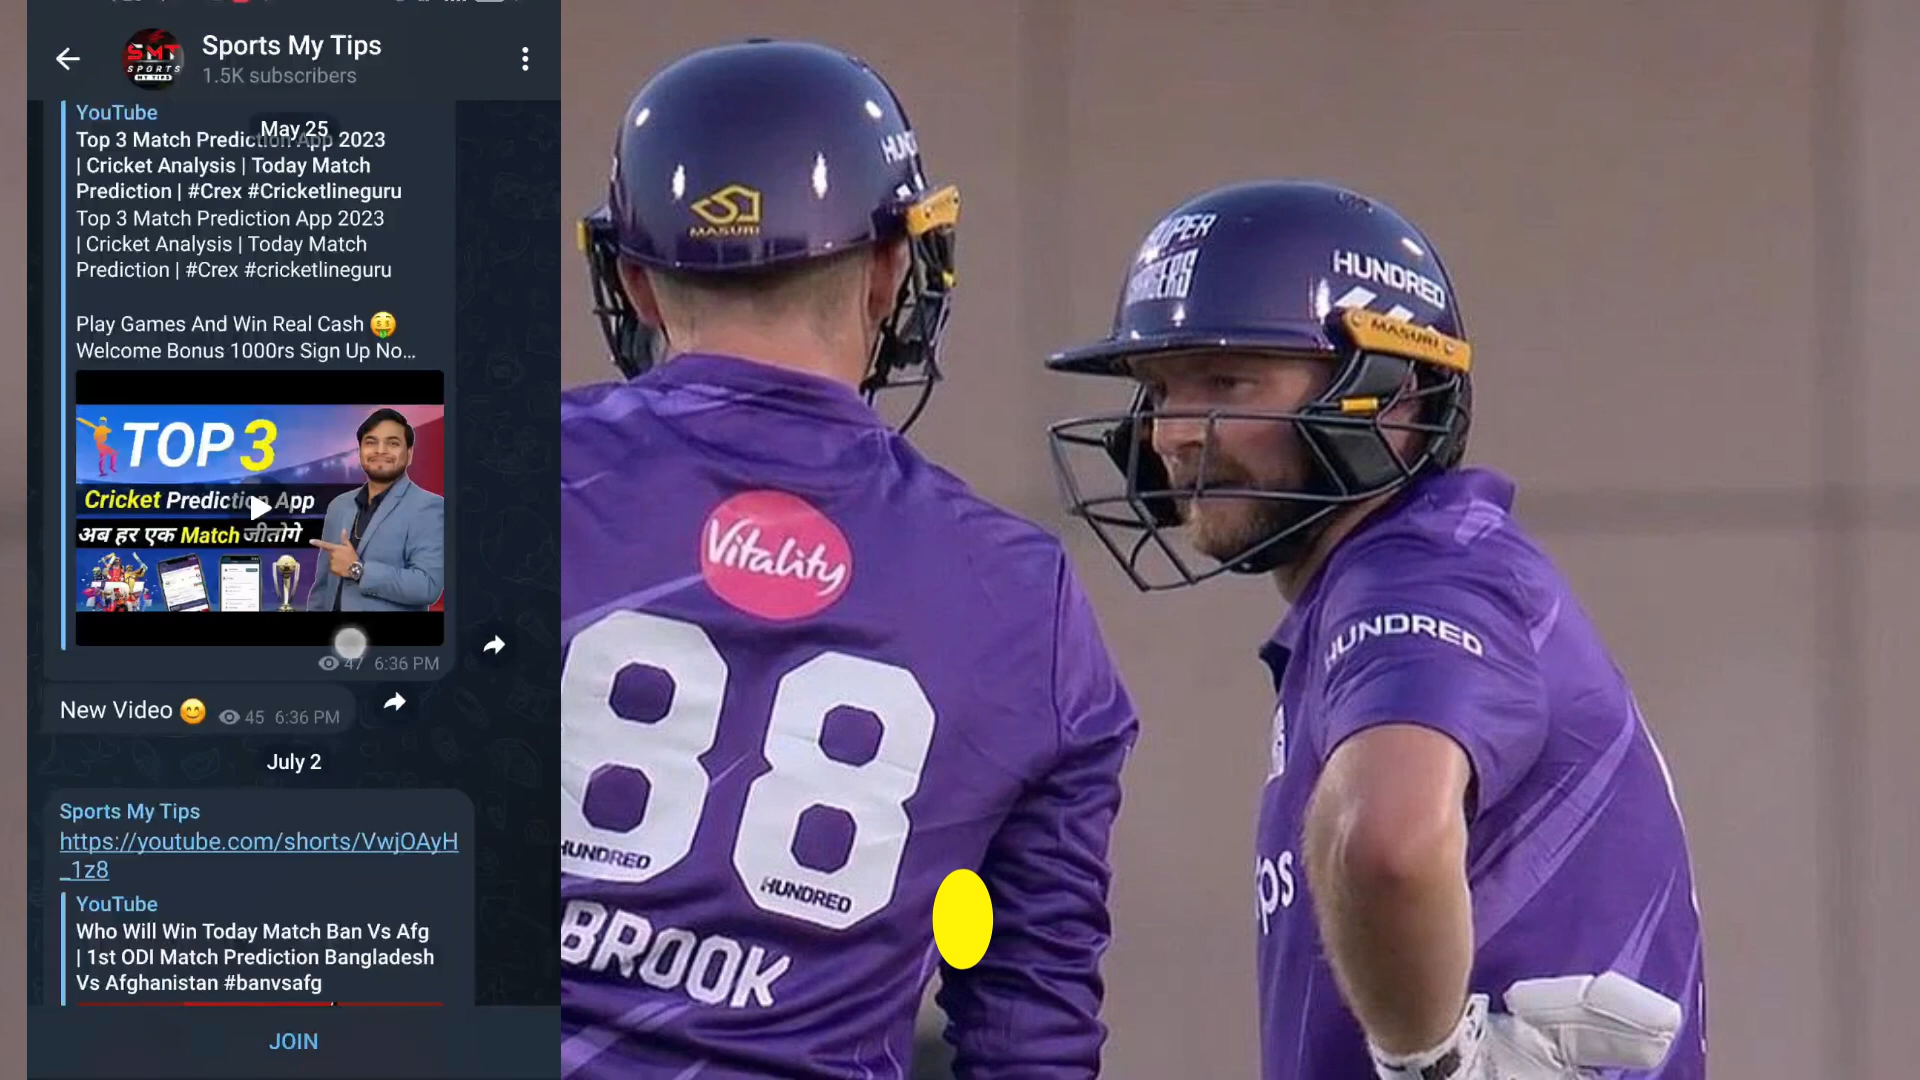 SMT
SPORTS
MY TIPS
Sports My Tips
1.5K subscribers
YouTube
May 25
Top 3 Match Prediction App 2023
| Cricket Analysis | Today Match
Prediction | #Crex #Cricketlineguru
Top 3 Match Prediction App 2023
| Cricket Analysis | Today Match
Prediction | #Crex #cricketlineguru
Play Games And Win Real Cash 🤑
Welcome Bonus 1000rs Sign Up No...
TOP 3
Cricket Prediction App
अब हर एक Match जीतोगे
47 6:36 PM
New Video 😊 45 6:36 PM
July 2
Sports My Tips
https://youtube.com/shorts/VwjOAyH
_1z8
YouTube
Who Will Win Today Match Ban Vs Afg
| 1st ODI Match Prediction Bangladesh
Vs Afghanistan #banvsafg
JOIN
MASURI
Vitality
88
HUNDRED
HUNDRED
BROOK
HUNDRED
MASURI
HUNDRED